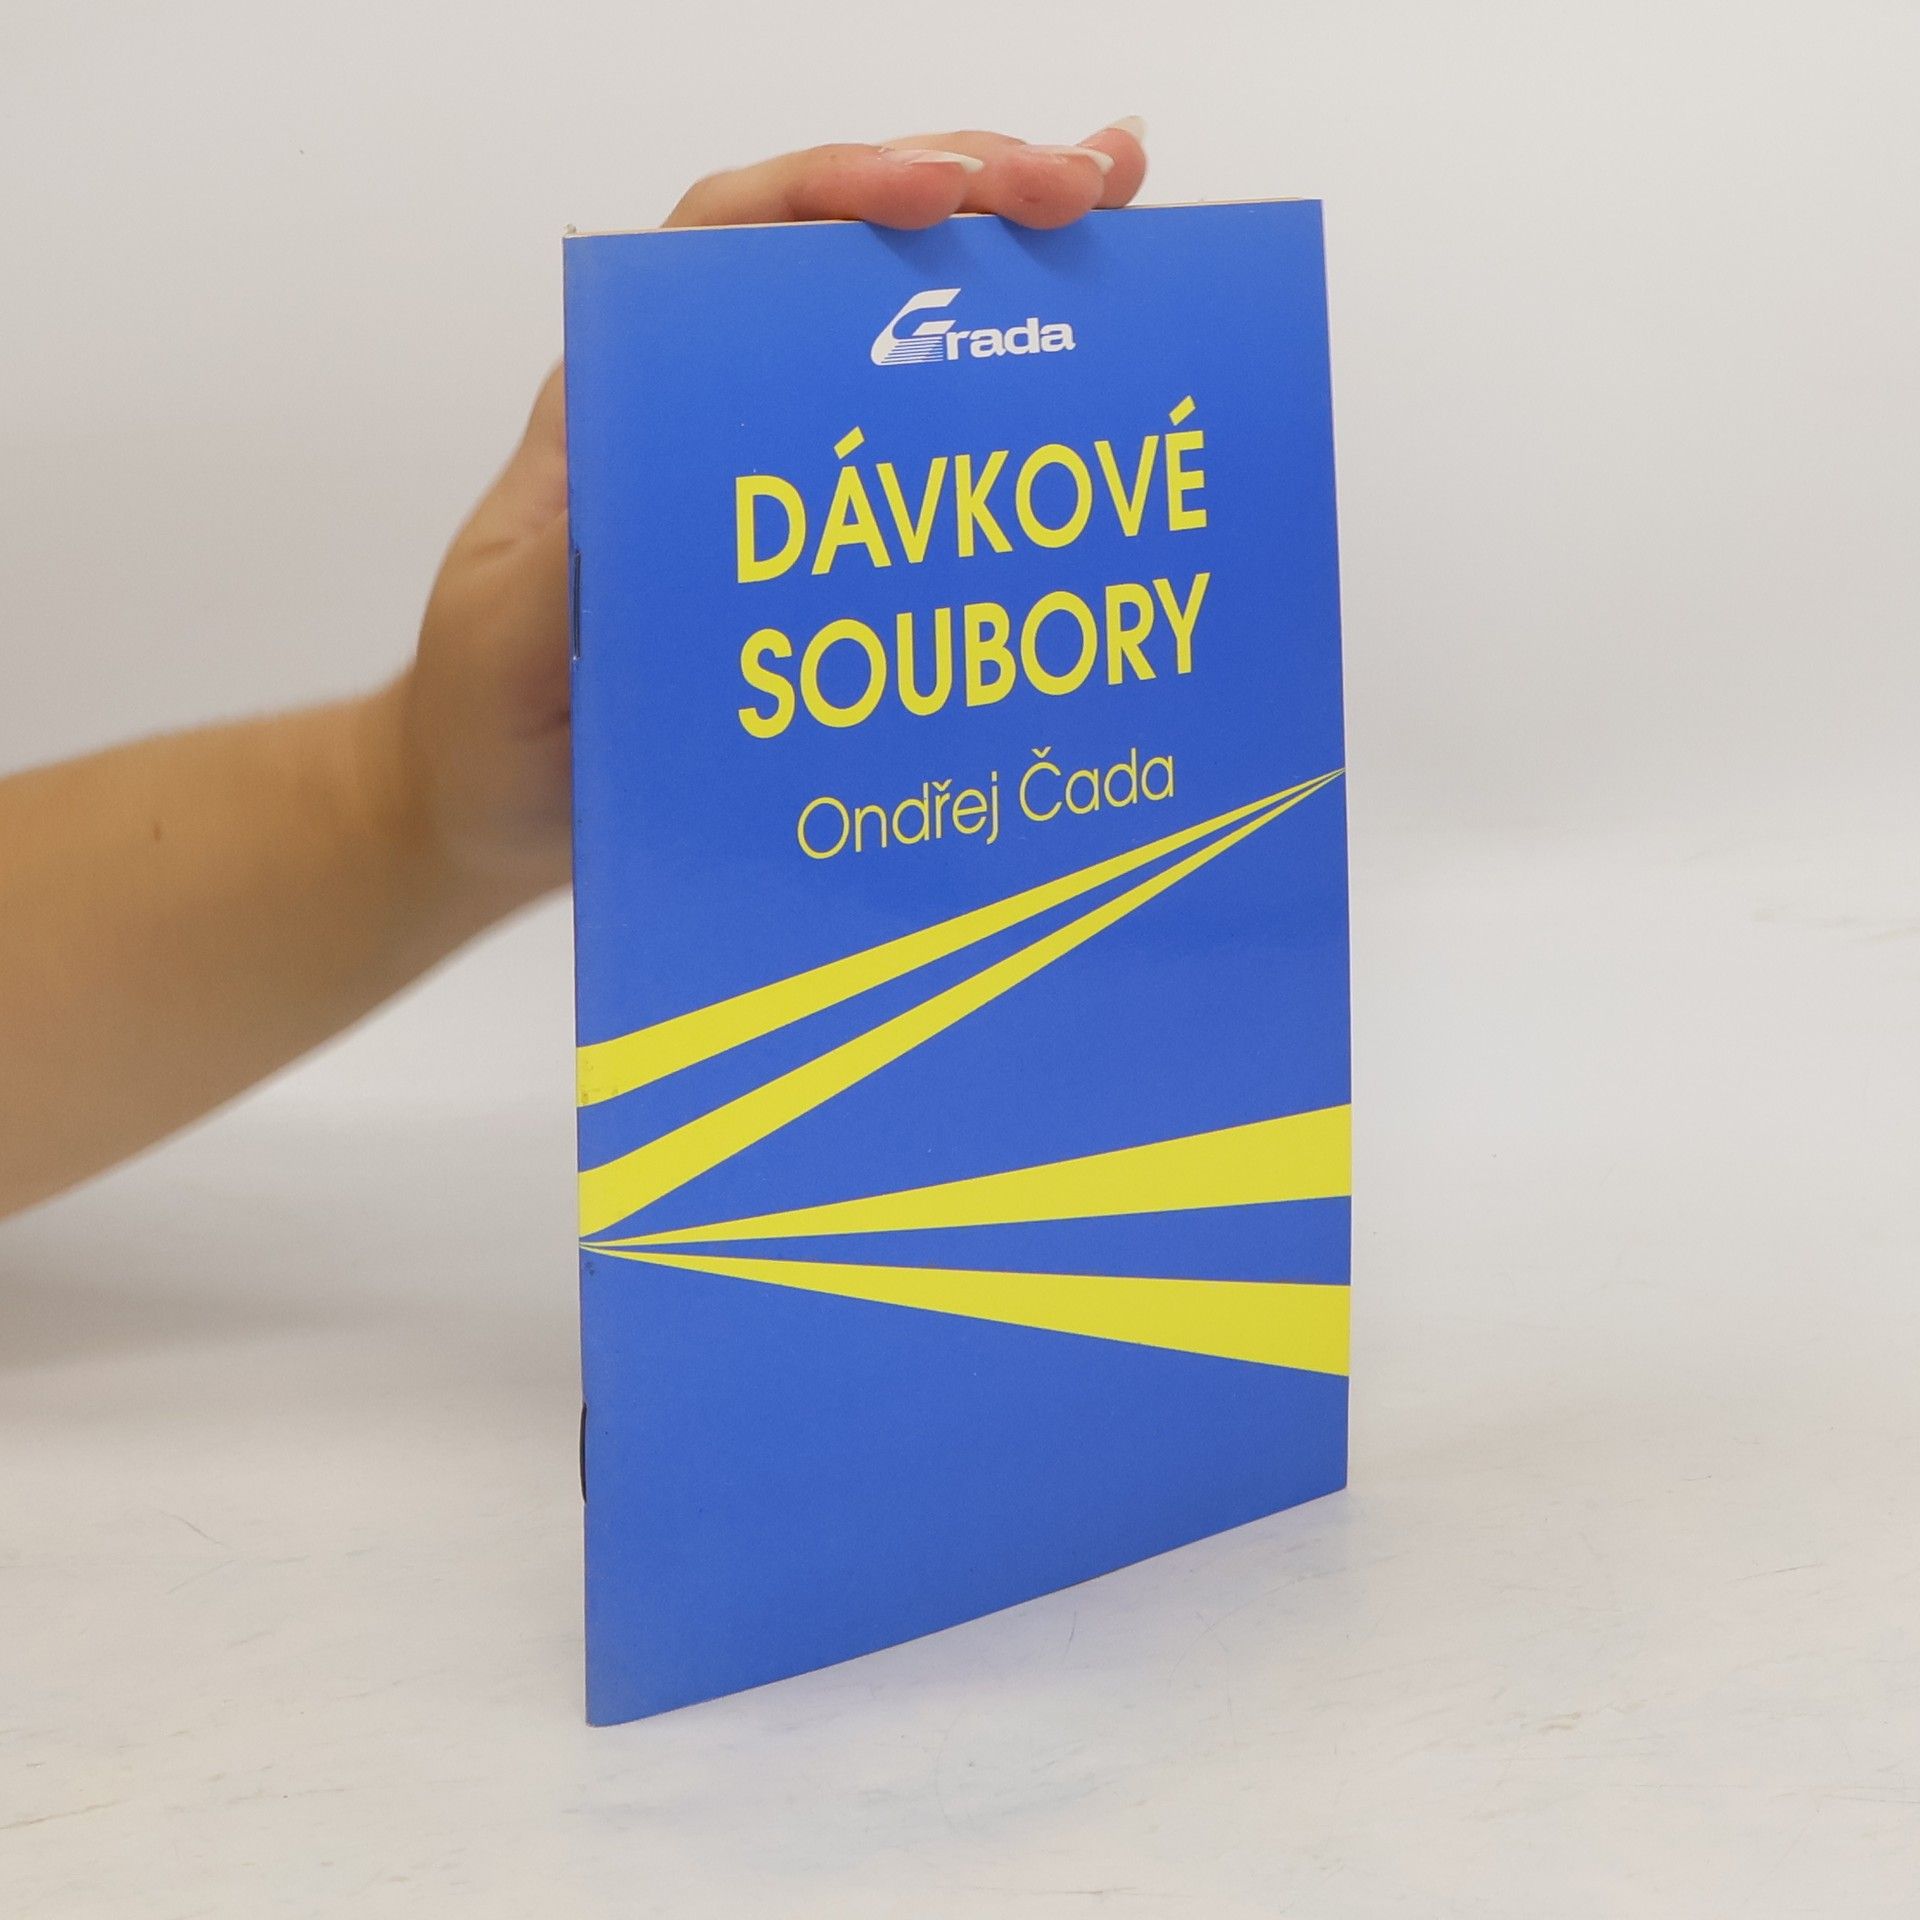 Grada
DÁVKOVÉ
SOUBORY
Ondřej Čada